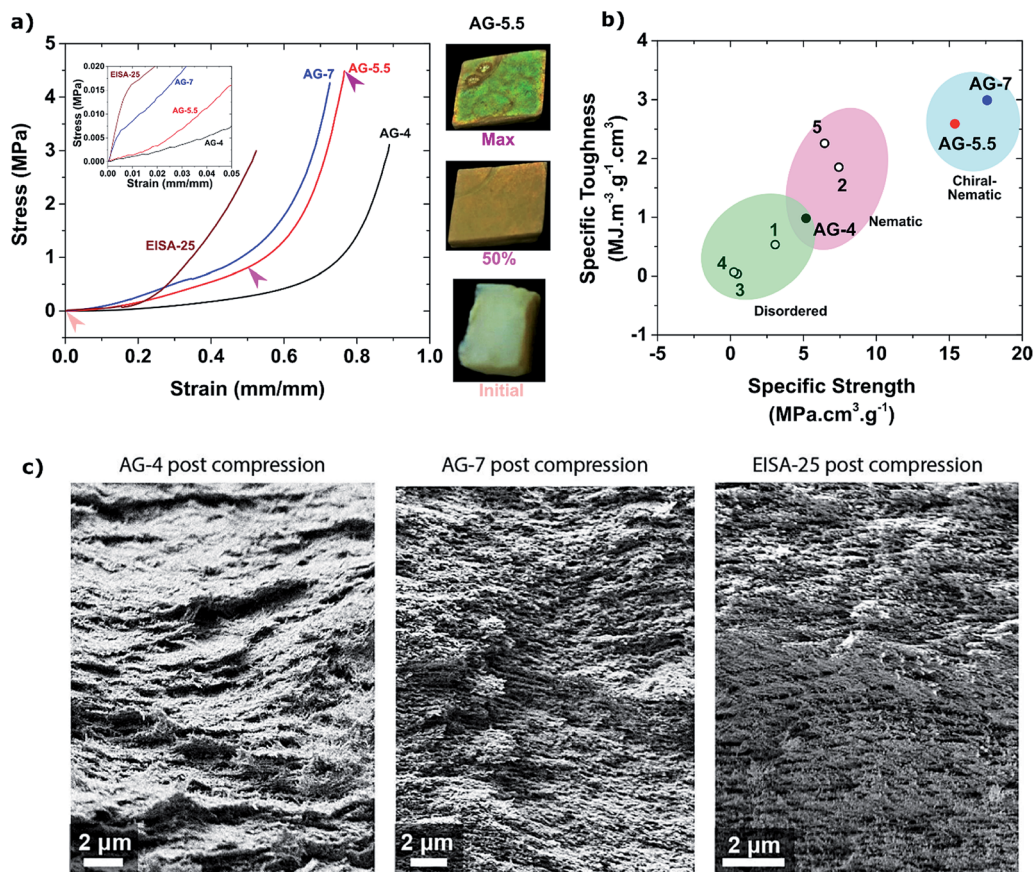 a)
Stress (MPa)
5
4
3
2
1
0
0.0
0.2
0.4
0.6
0.8
1.0
Strain (mm/mm)
AG-7
AG-5.5
AG-4
EISA-25
Stress (MPa)
0.020
0.015
0.010
0.005
0.000
0.00
0.01
0.02
0.03
0.04
0.05
Strain (mm/mm)
EISA-25
AG-7
AG-5.5
AG-4
AG-5.5
Max
50%
Initial
b)
Specific Toughness
(MJ.m⁻³.g⁻¹.cm³)
4
3
2
1
0
-1
-5
0
5
10
15
20
Specific Strength
(MPa.cm³.g⁻¹)
AG-7
AG-5.5
Chiral-
Nematic
5
2
Nematic
AG-4
1
4
3
Disordered
c)
AG-4 post compression
AG-7 post compression
EISA-25 post compression
2 μm
2 μm
2 μm